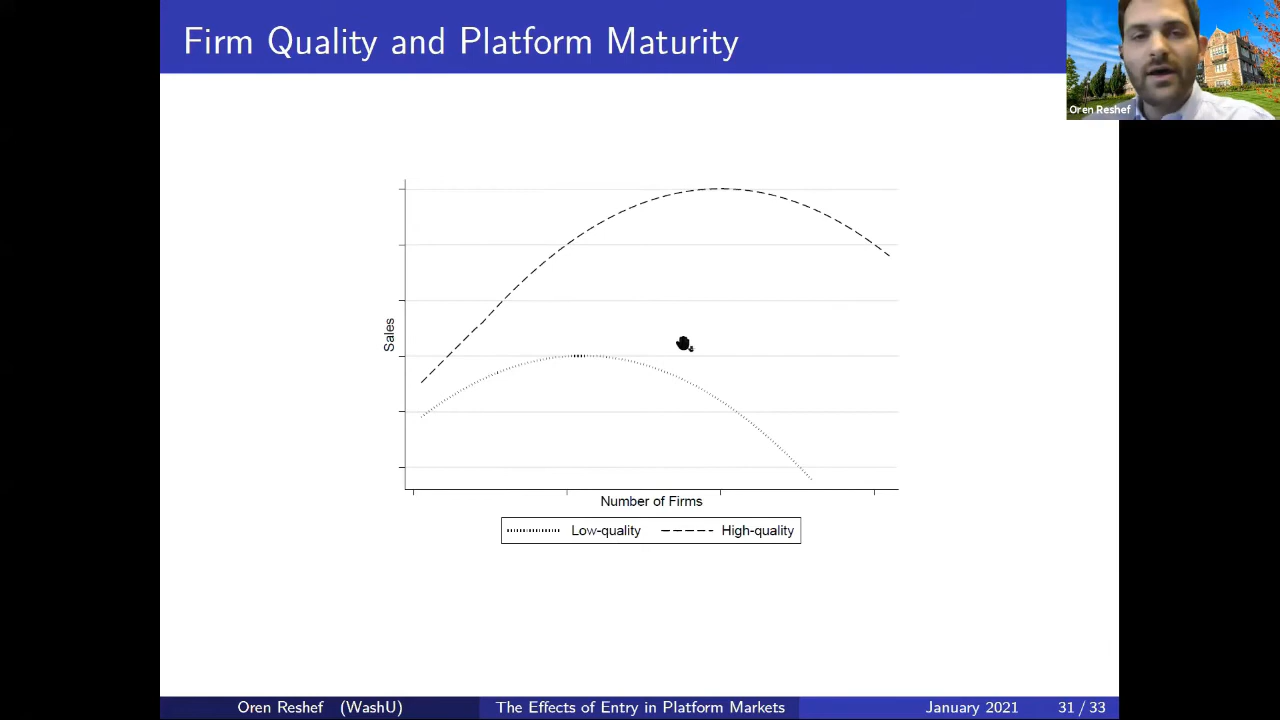 Firm Quality and Platform Maturity
Oren Reshef
Sales
Number of Firms
Low-quality High-quality
Oren Reshef (WashU) The Effects of Entry in Platform Markets January 2021 31 / 33